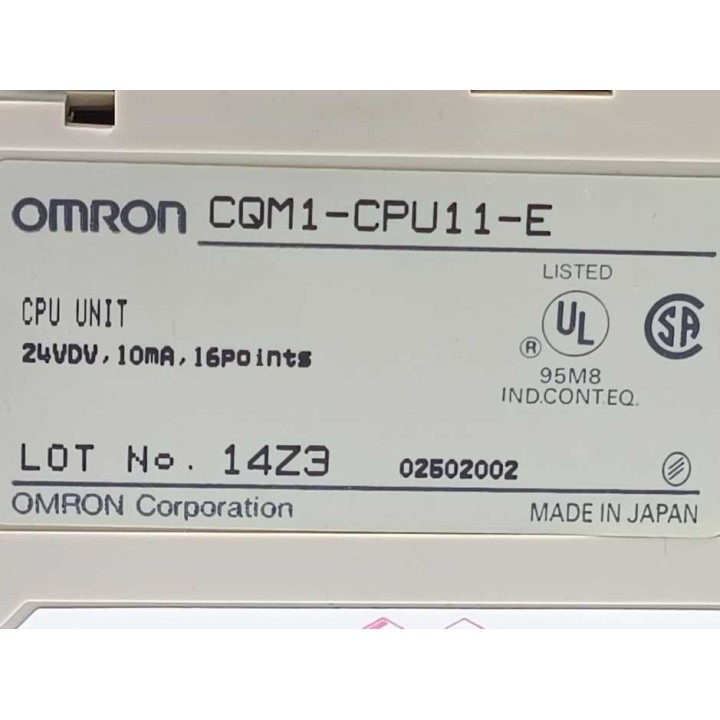 OMRON CQM1-CPU11-E
LISTED
UL
SA
®
95M8
IND.CONT.EQ.
CPU UNIT
24VDV, 10mA, 16Points
LOT No. 14Z3 02502002
OMRON Corporation MADE IN JAPAN